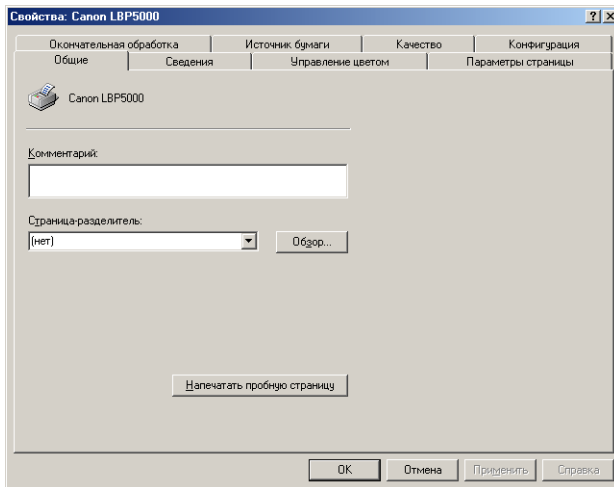 Свойства: Canon LBP5000
Окончательная обработка Источник бумаги Качество Конфигурация
Общие Сведения Управление цветом Параметры страницы
Canon LBP5000
Комментарий:
Страница-разделитель:
(нет) Обзор...
Напечатать пробную страницу
OK Отмена Применить Справка